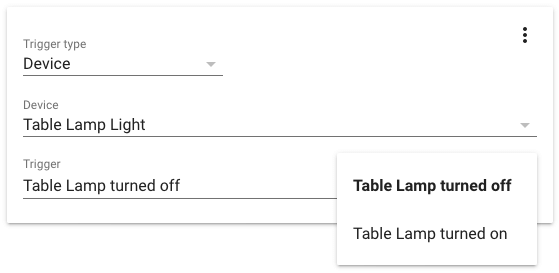 Trigger type
Device
Device
Table Lamp Light
Trigger
Table Lamp turned off
Table Lamp turned off
Table Lamp turned on